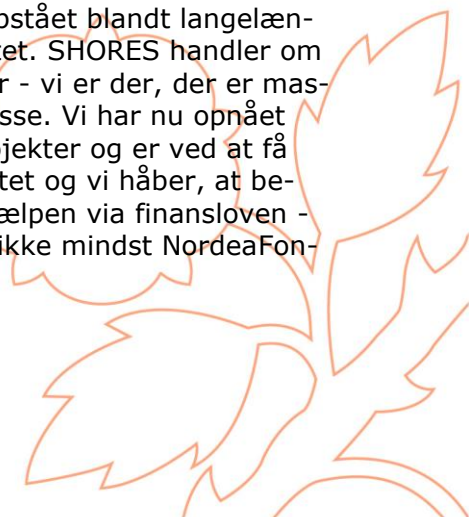 pstået blandt langelæn-
tet. SHORES handler om
r - vi er der, der er mas-
sse. Vi har nu opnået
jekter og er ved at få
tet og vi håber, at be-
ælpen via finansloven -
ikke mindst NordeaFon-